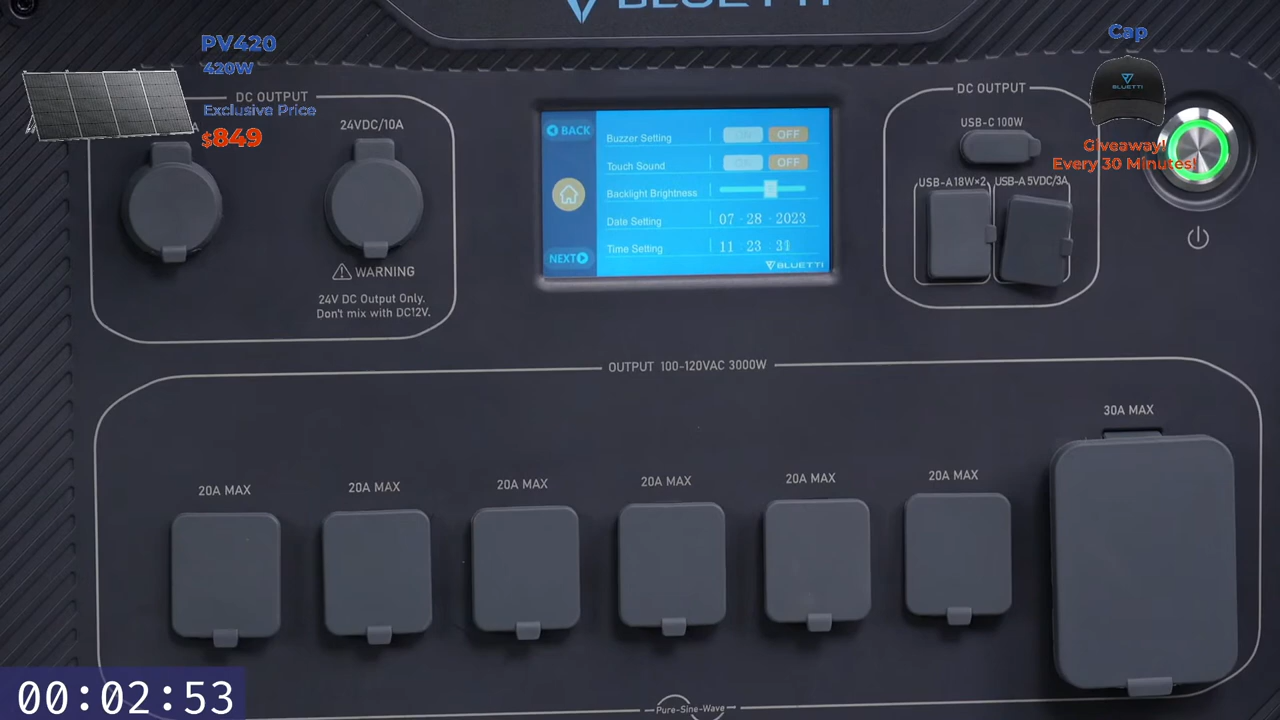 BLUETTI
PV420
420W
Exclusive Price
$849
Cap
BLUETTI
Giveaway!
Every 30 Minutes!
DC OUTPUT
24VDC/10A
WARNING
24V DC Output Only.
Don't mix with DC12V.
BACK
NEXT
Buzzer Setting ON OFF
Touch Sound ON OFF
Backlight Brightness
Date Setting 07 - 28 - 2023
Time Setting 11 - 23 - 31
BLUETTI
DC OUTPUT
USB-C 100W
USB-A 18W×2
USB-A 5VDC/3A
OUTPUT 100-120VAC 3000W
20A MAX
20A MAX
20A MAX
20A MAX
20A MAX
20A MAX
30A MAX
Pure-Sine-Wave
00:02:53